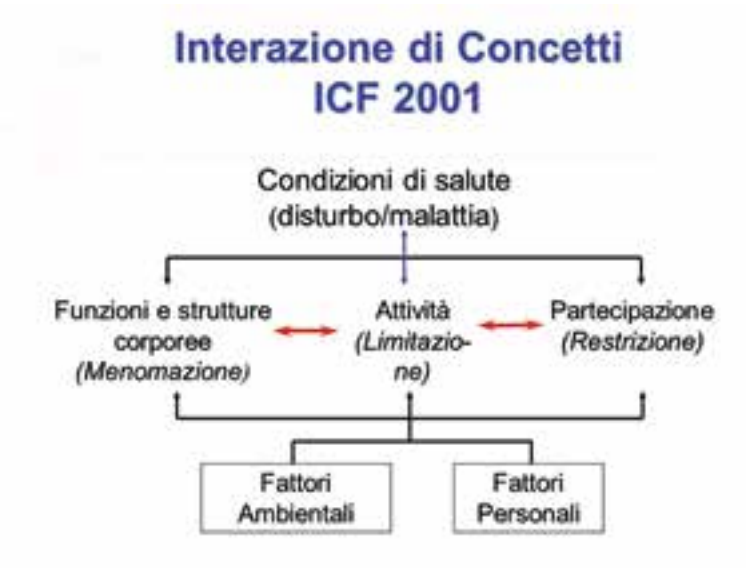 Interazione di Concetti
ICF 2001
Condizioni di salute
(disturbo/malattia)
Funzioni e strutture
corporee
(Menomazione)
Attività
(Limitazio-
ne)
Partecipazione
(Restrizione)
Fattori
Ambientali
Fattori
Personali